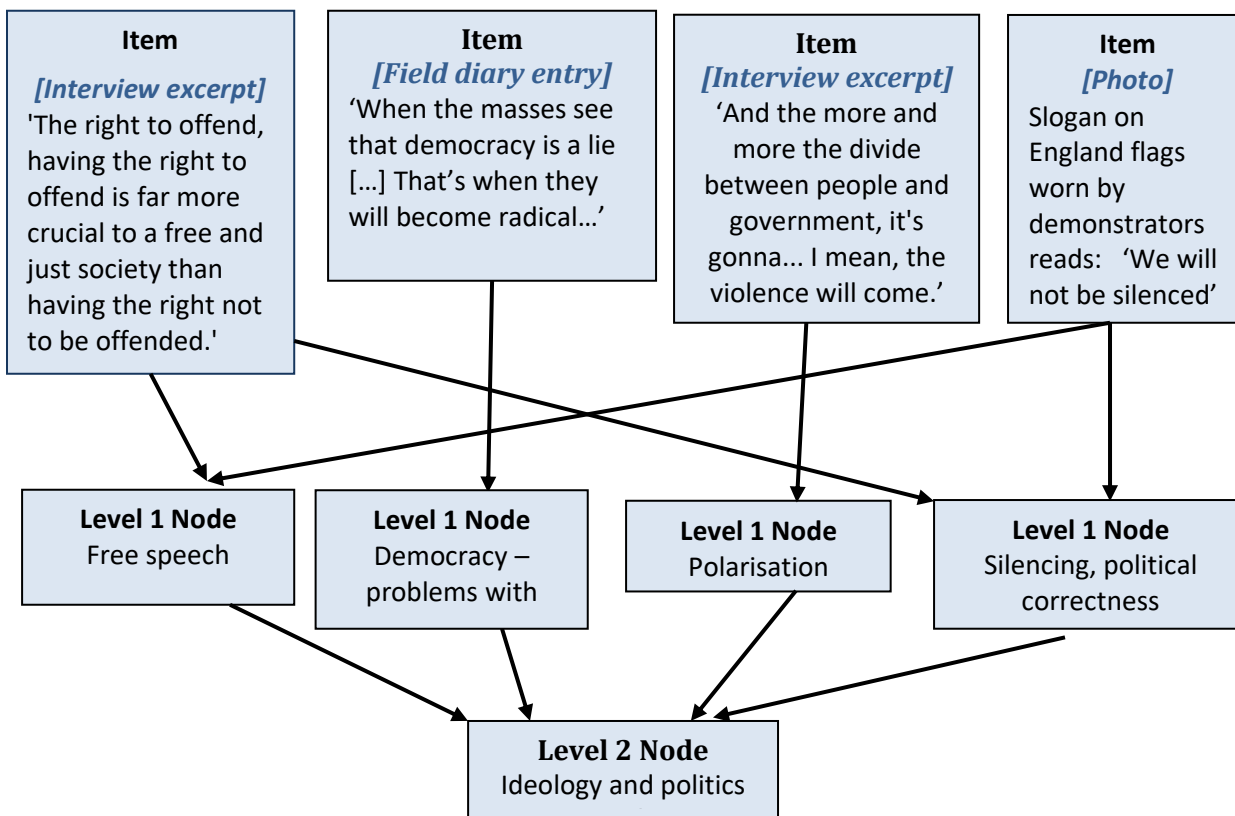 Item
[Interview excerpt]
'The right to offend,
having the right to
offend is far more
crucial to a free and
just society than
having the right not
to be offended.'
Item
[Field diary entry]
‘When the masses see
that democracy is a lie
[…] That’s when they
will become radical…’
Item
[Interview excerpt]
‘And the more and
more the divide
between people and
government, it's
gonna... I mean, the
violence will come.’
Item
[Photo]
Slogan on
England flags
worn by
demonstrators
reads: ‘We will
not be silenced’
Level 1 Node
Free speech
Level 1 Node
Democracy –
problems with
Level 1 Node
Polarisation
Level 1 Node
Silencing, political
correctness
Level 2 Node
Ideology and politics